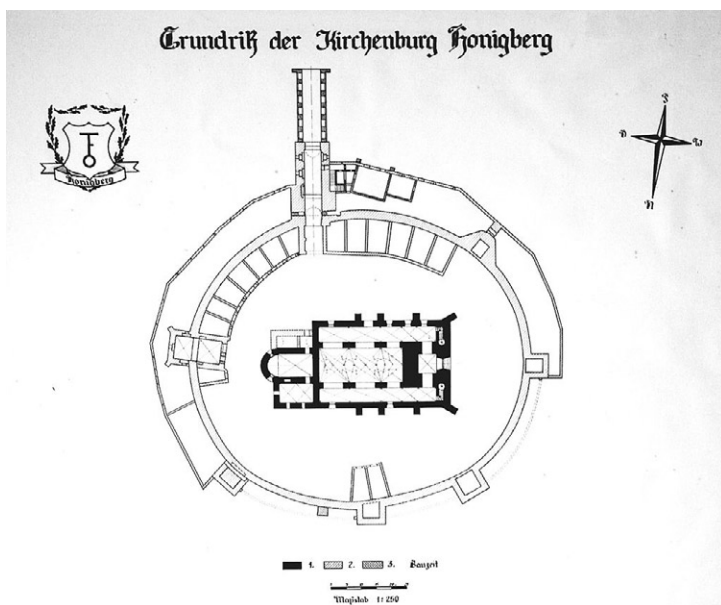 Grundriß der Kirchenburg Honigberg
Honigberg
S
O W
N
1. 2. 3. Bauzeit
Maßstab 1:250